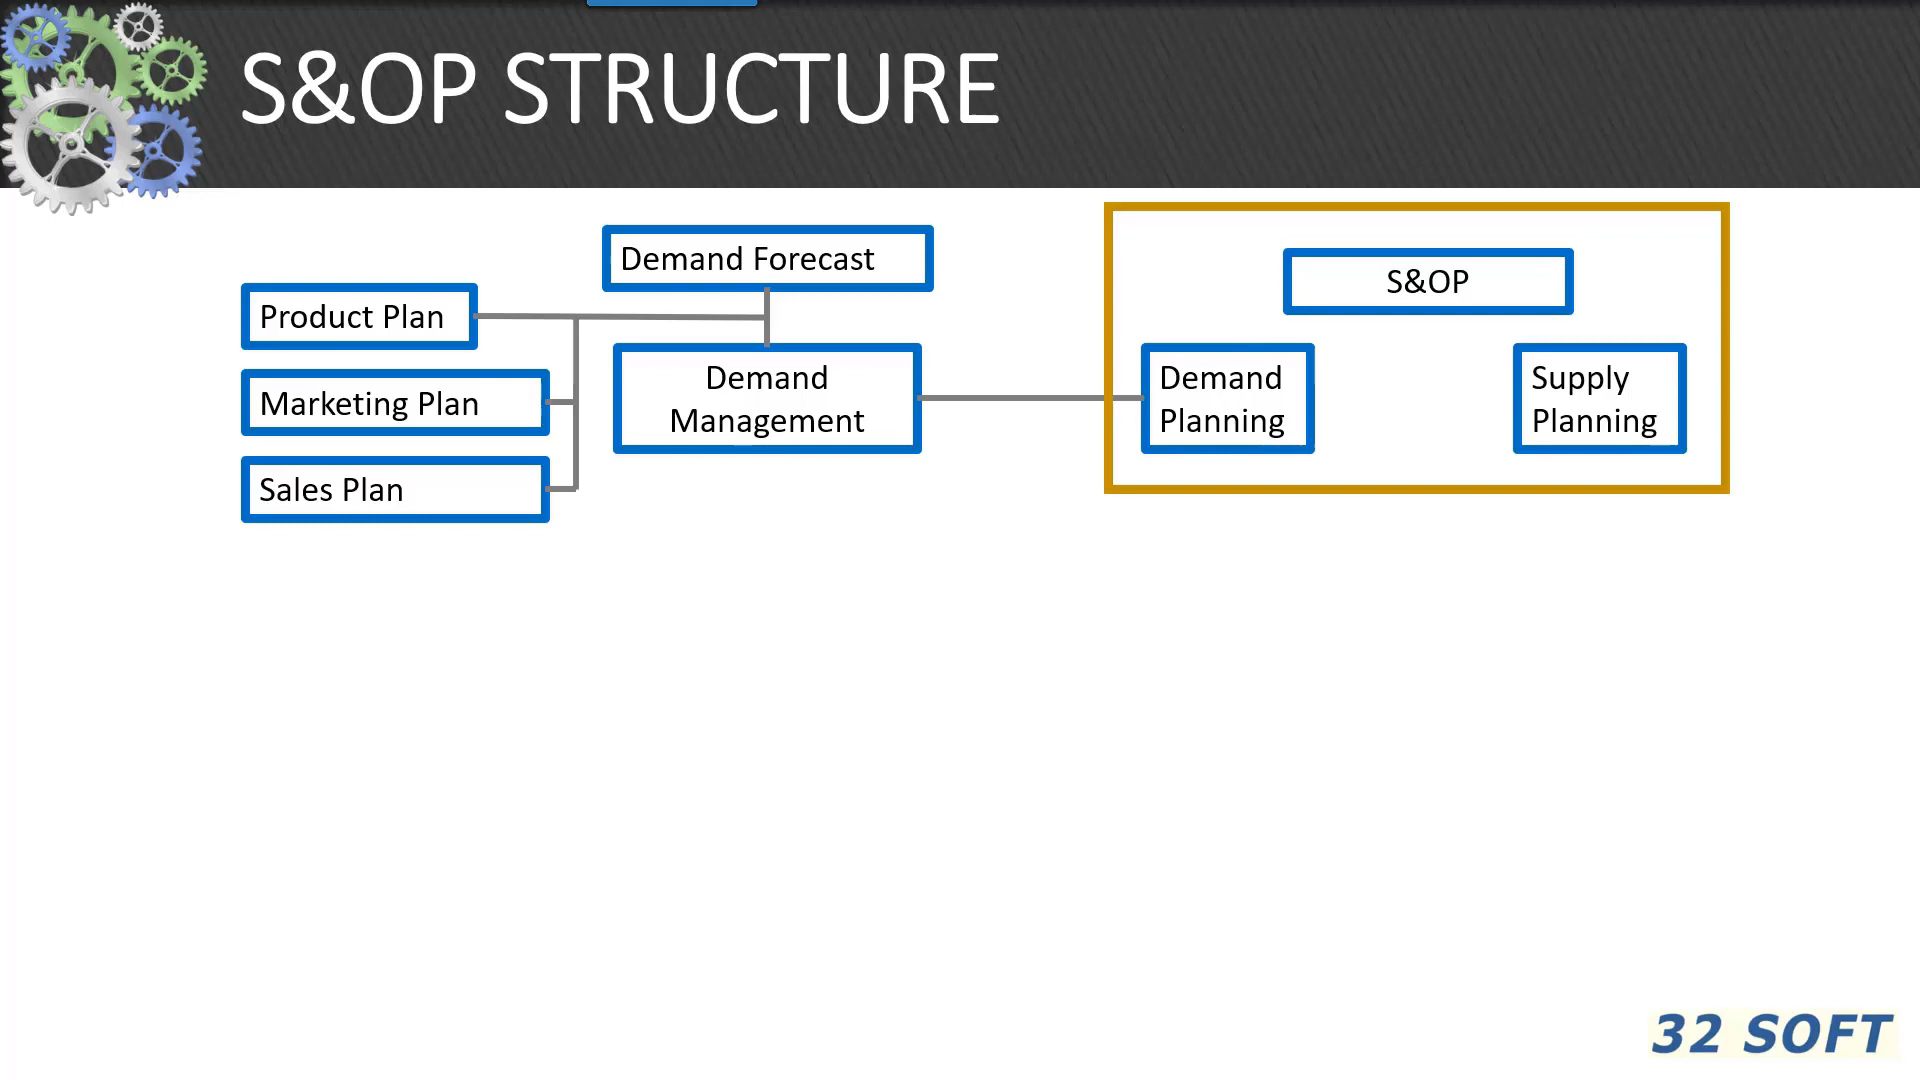 S&OP STRUCTURE
Demand Forecast
Product Plan
Marketing Plan
Sales Plan
Demand
Management
S&OP
Demand
Planning
Supply
Planning
32 SOFT